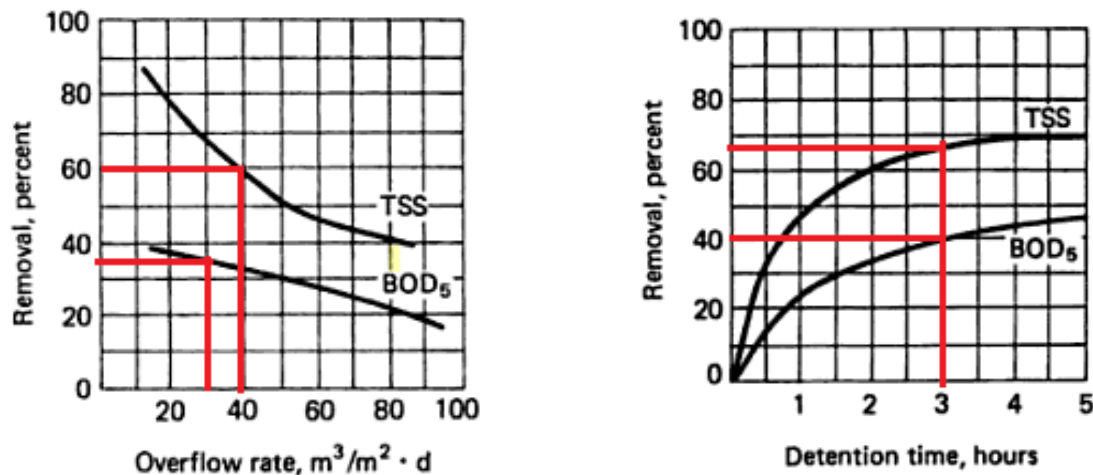 Removal, percent
100
80
60
40
20
0
TSS
BOD₅
20 40 60 80 100
Overflow rate, m³/m² · d
Removal, percent
100
80
60
40
20
0
TSS
BOD₅
1 2 3 4 5
Detention time, hours